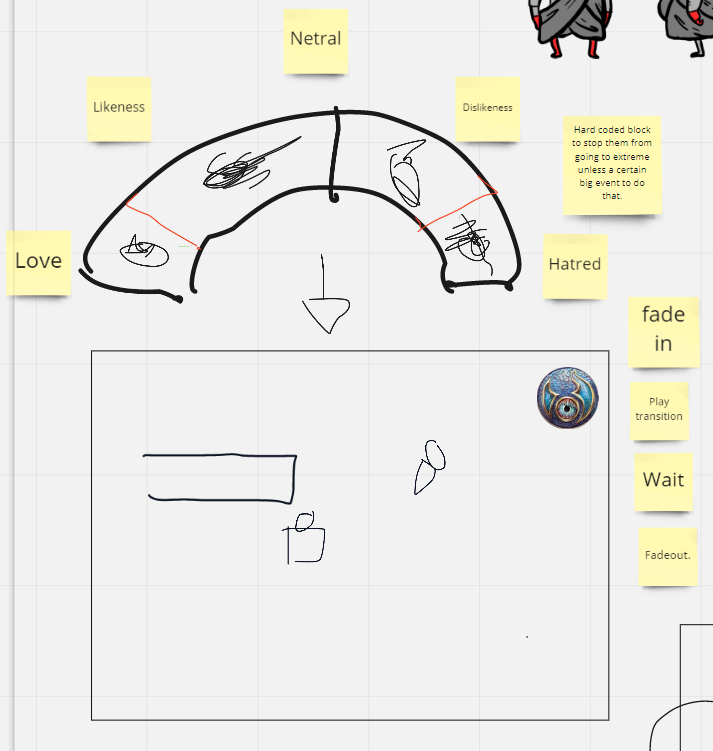 Netral
Likeness
Dislikeness
Hard coded block
to stop them from
going to extreme
unless a certain
big event to do
that.
Love
Hatred
fade
in
Play
transition
Wait
Fadeout.